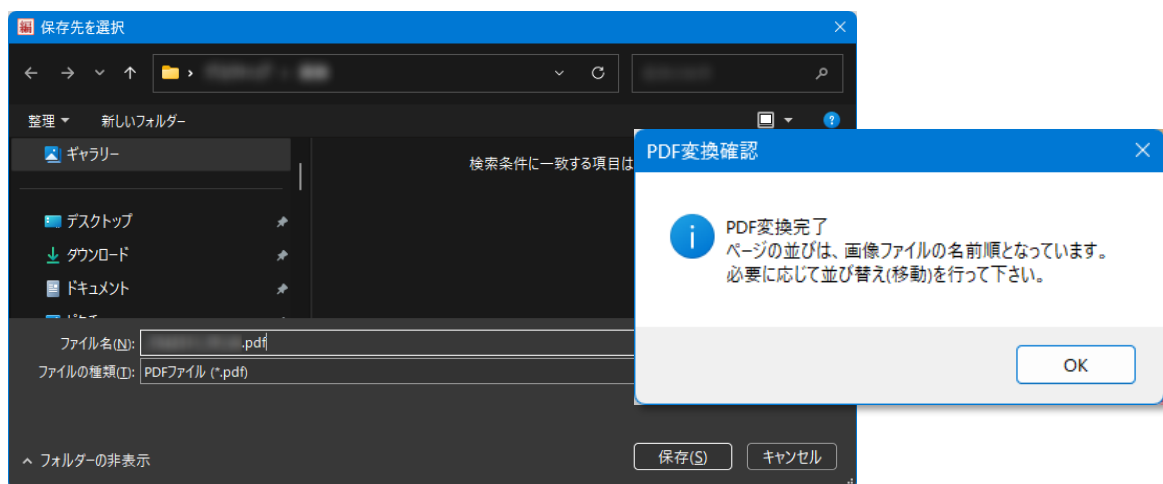 編 保存先を選択
整理 新しいフォルダー
ギャラリー
検索条件に一致する項目は
デスクトップ
ダウンロード
ドキュメント
ファイル名(N): .pdf
ファイルの種類(T): PDFファイル (*.pdf)
フォルダーの非表示
保存(S) キャンセル
PDF変換確認
PDF変換完了
ページの並びは、画像ファイルの名前順となっています。
必要に応じて並び替え(移動)を行って下さい。
OK